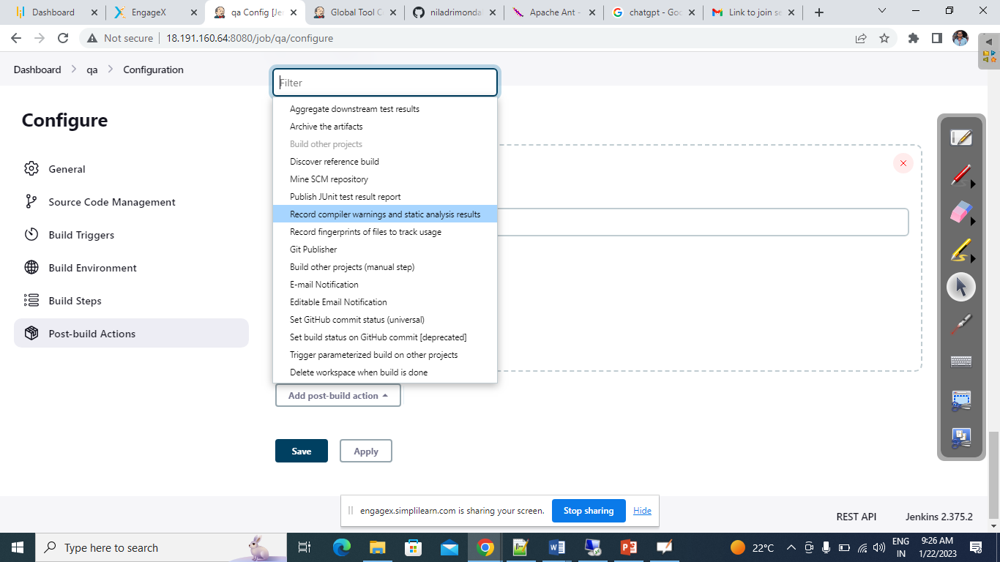 Dashboard
EngageX
qa Config [Jen
Global Tool Co
niladrimondal
Apache Ant -
chatgpt - Goo
Link to join se
Not secure
18.191.160.64:8080/job/qa/configure
Dashboard
qa
Configuration
Filter
Configure
General
Source Code Management
Build Triggers
Build Environment
Build Steps
Post-build Actions
Aggregate downstream test results
Archive the artifacts
Build other projects
Discover reference build
Mine SCM repository
Publish JUnit test result report
Record compiler warnings and static analysis results
Record fingerprints of files to track usage
Git Publisher
Build other projects (manual step)
E-mail Notification
Editable Email Notification
Set GitHub commit status (universal)
Set build status on GitHub commit [deprecated]
Trigger parameterized build on other projects
Delete workspace when build is done
Add post-build action
Save
Apply
engagex.simplilearn.com is sharing your screen.
Stop sharing
Hide
REST API
Jenkins 2.375.2
Type here to search
22°C
ENG
IN
9:26 AM
1/22/2023